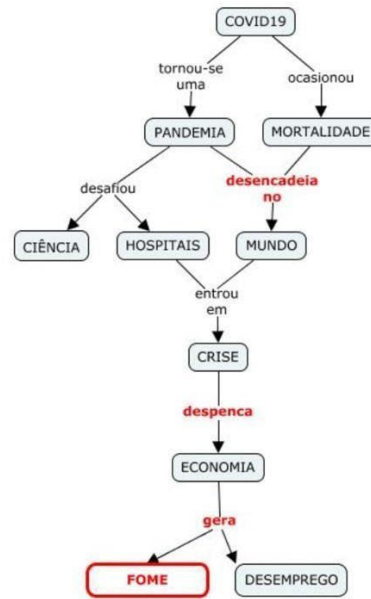 COVID19
tornou-se
uma
ocasionou
PANDEMIA
MORTALIDADE
desafiou
desencadeia
no
CIÊNCIA
HOSPITAIS
MUNDO
entrou
em
CRISE
despenca
ECONOMIA
gera
FOME
DESEMPREGO